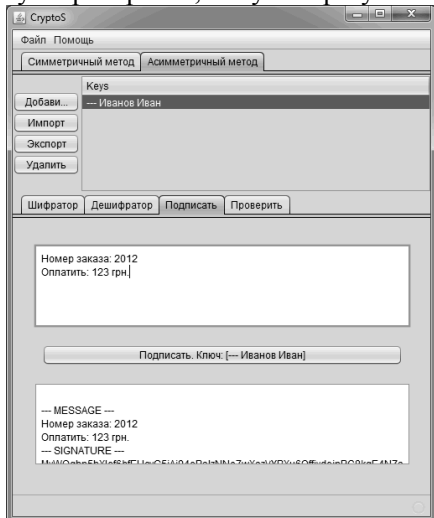 CryptoS
Файл Помощь
Симметричный метод Асимметричный метод
Keys
Добави...
--- Иванов Иван
Импорт
Экспорт
Удалить
Шифратор Дешифратор Подписать Проверить
Номер заказа: 2012
Оплатить: 123 грн.
Подписать. Ключ: [--- Иванов Иван]
--- MESSAGE ---
Номер заказа: 2012
Оплатить: 123 грн.
--- SIGNATURE ---